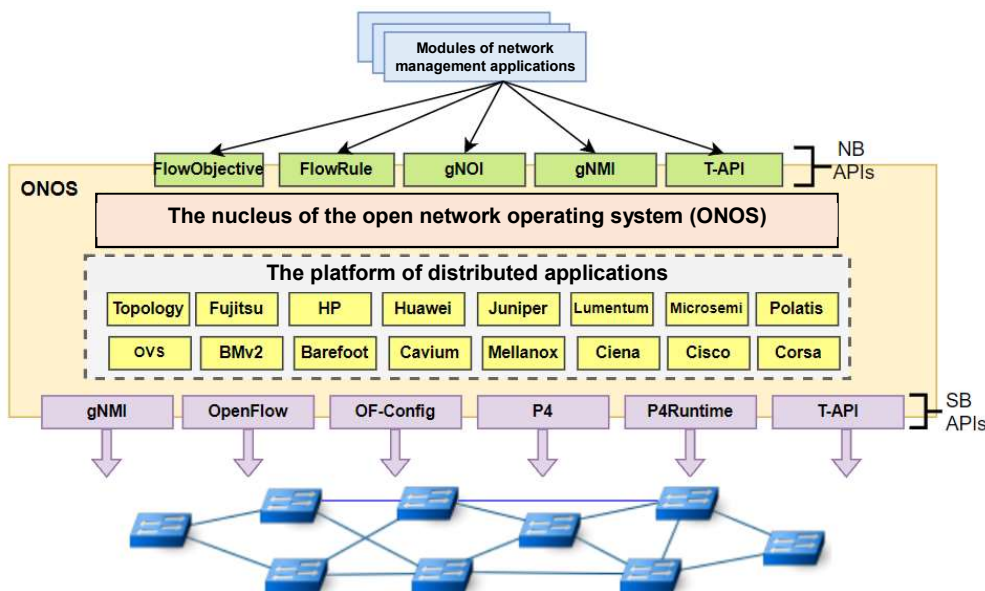 Modules of network
management applications
FlowObjective FlowRule gNOI gNMI T-API
NB
APIs
ONOS
The nucleus of the open network operating system (ONOS)
The platform of distributed applications
Topology Fujitsu HP Huawei Juniper Lumentum Microsemi Polatis
OVS BMv2 Barefoot Cavium Mellanox Ciena Cisco Corsa
gNMI OpenFlow OF-Config P4 P4Runtime T-API
SB
APIs